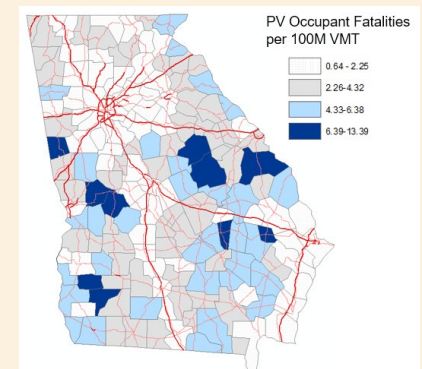 PV Occupant Fatalities
per 100M VMT
0.64 - 2.25
2.26-4.32
4.33-6.38
6.39-13.39